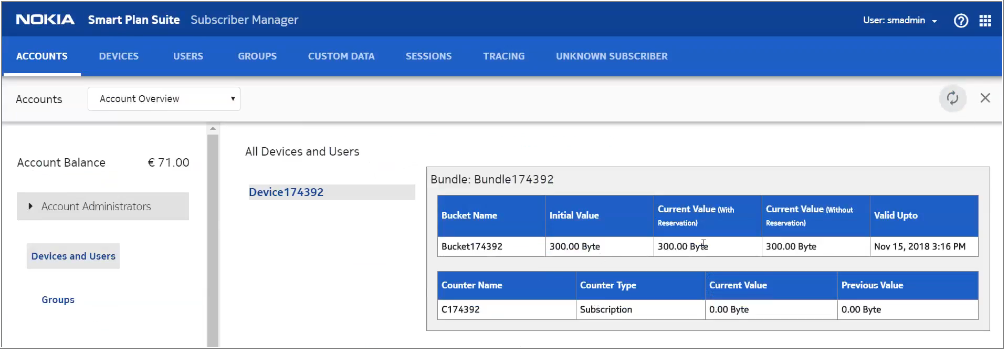 NOKIA Smart Plan Suite Subscriber Manager User: smadmin
ACCOUNTS DEVICES USERS GROUPS CUSTOM DATA SESSIONS TRACING UNKNOWN SUBSCRIBER
Accounts Account Overview
Account Balance € 71.00
Account Administrators
Devices and Users
Groups
All Devices and Users
Device174392
Bundle: Bundle174392
Bucket Name Initial Value Current Value (With Reservation) Current Value (Without Reservation) Valid Upto
Bucket174392 300.00 Byte 300.00 Byte 300.00 Byte Nov 15, 2018 3:16 PM
Counter Name Counter Type Current Value Previous Value
C174392 Subscription 0.00 Byte 0.00 Byte